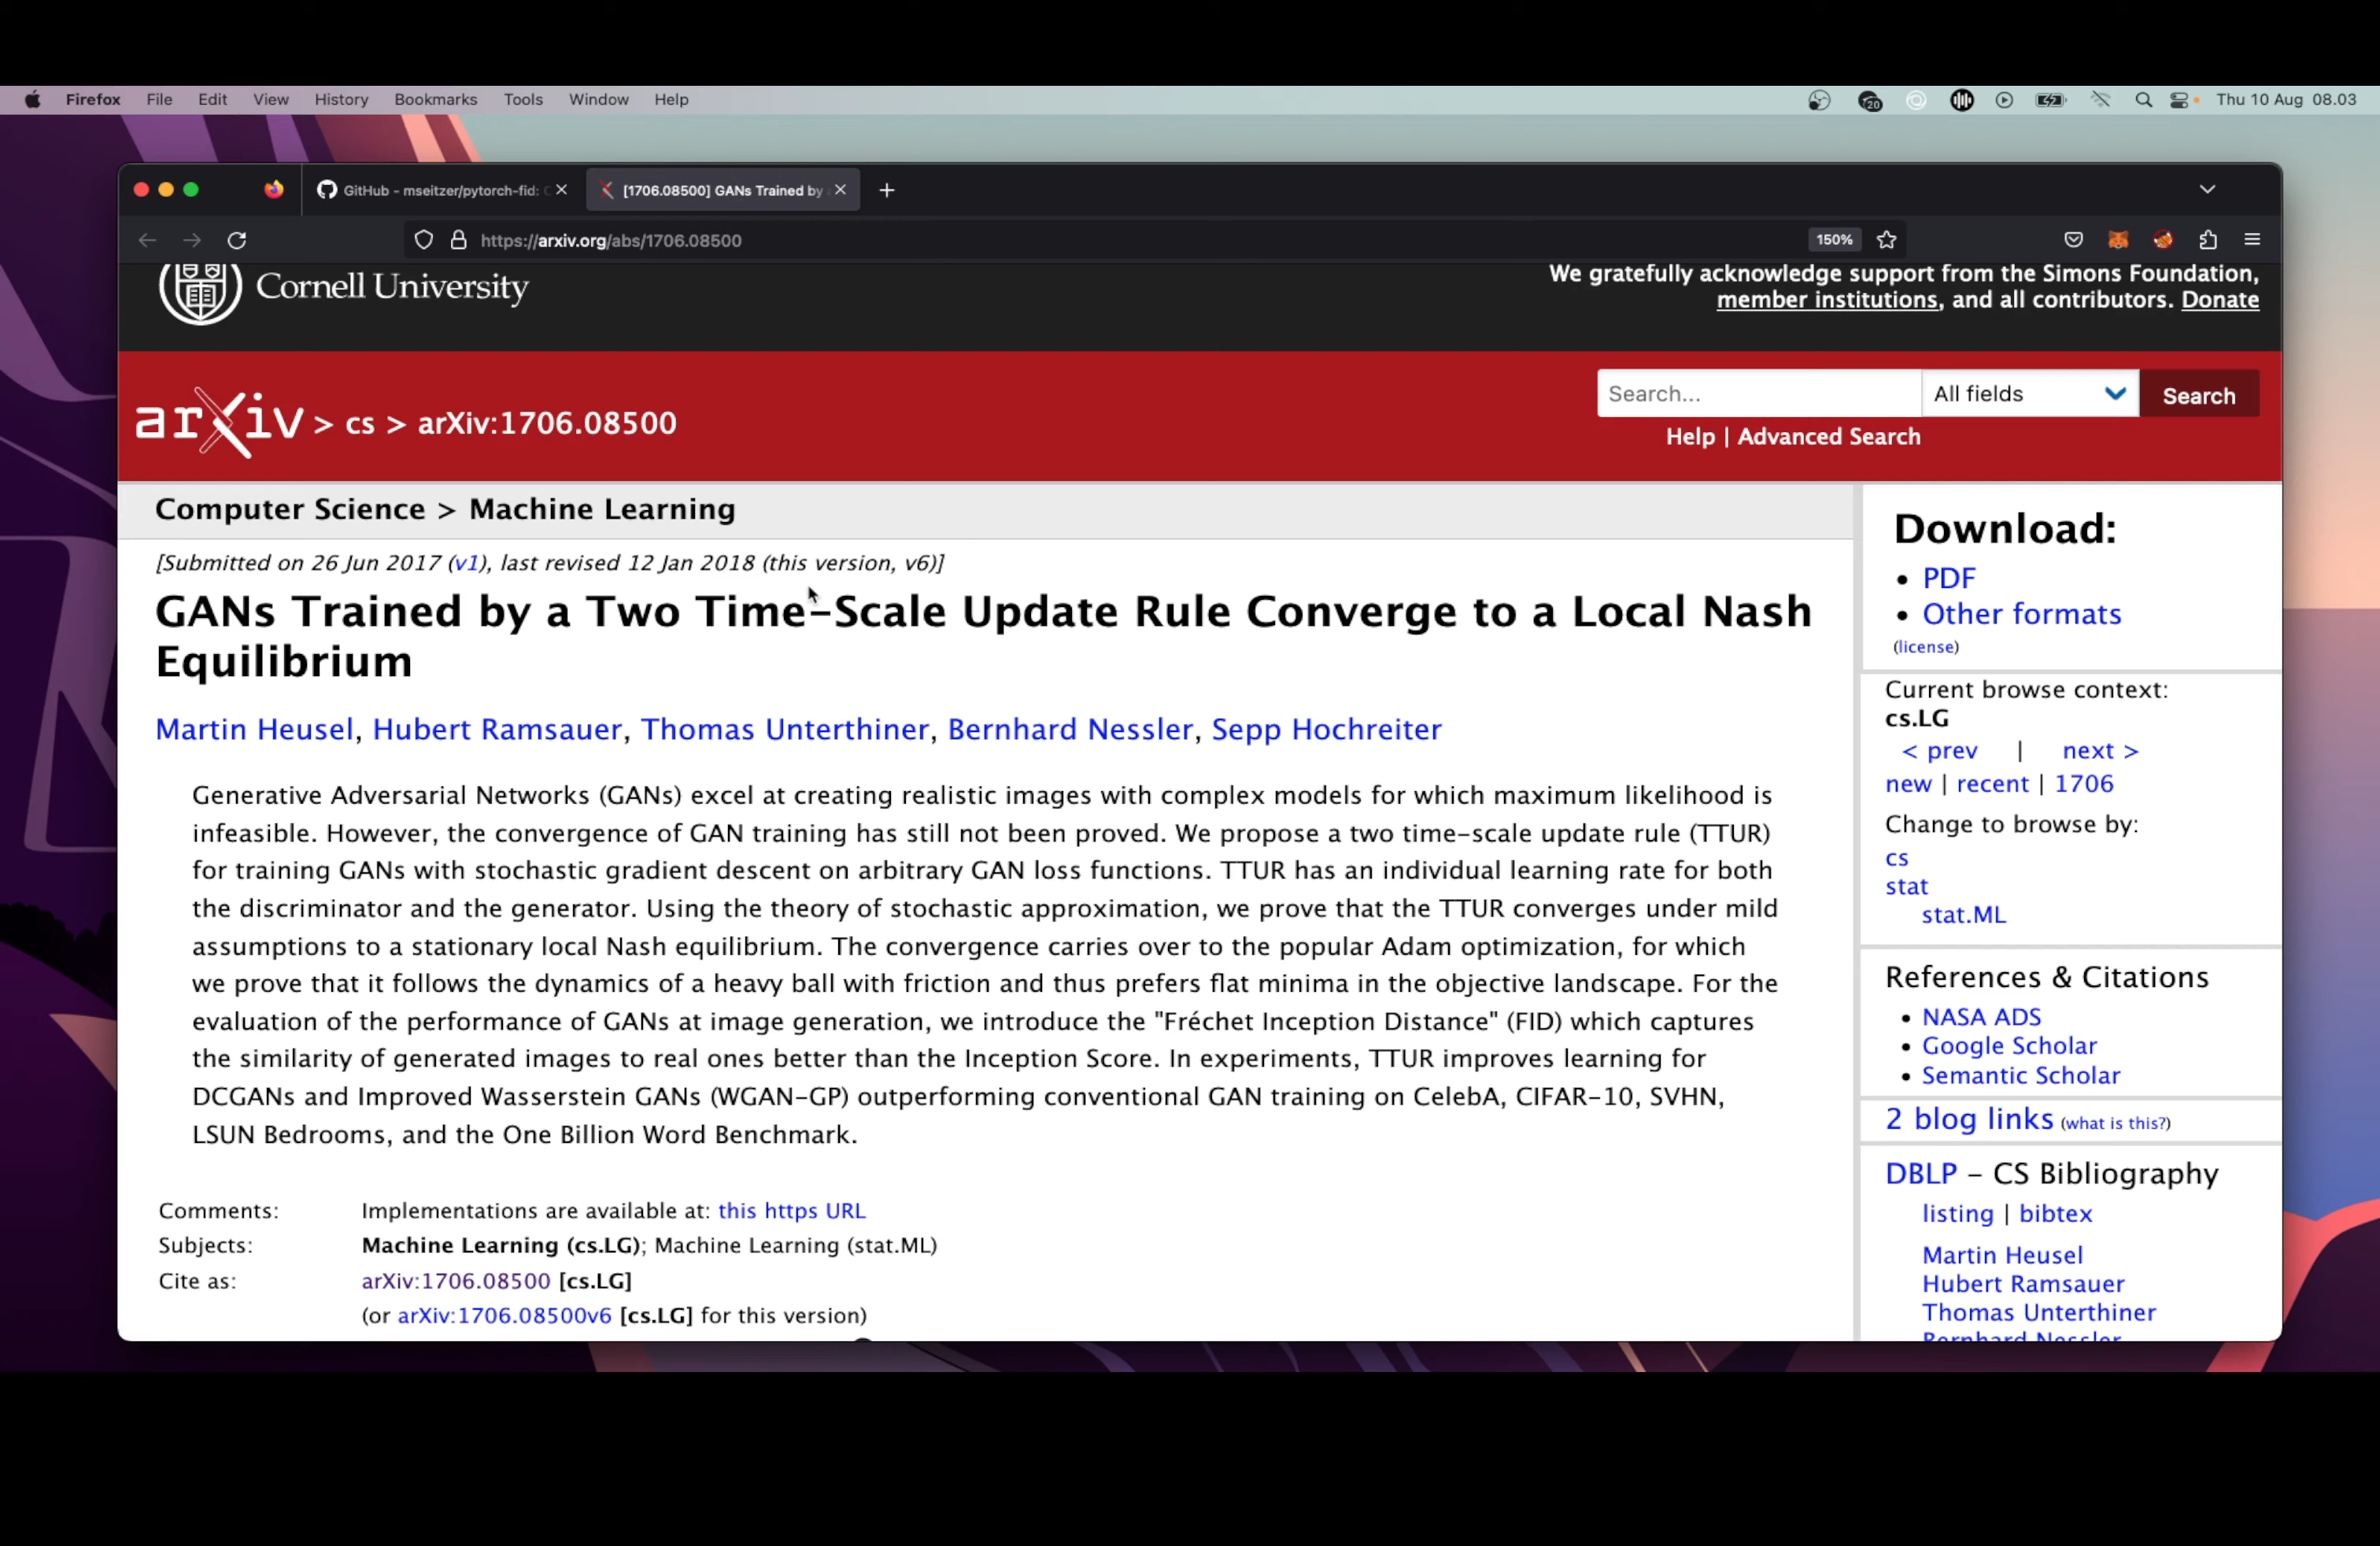 Firefox File Edit View History Bookmarks Tools Window Help
20
Thu 10 Aug 08.03
GitHub - mseitzer/pytorch-fid:
[1706.08500] GANs Trained by
https://arxiv.org/abs/1706.08500
150%
Cornell University
We gratefully acknowledge support from the Simons Foundation,
member institutions, and all contributors. Donate
arXiv > cs > arXiv:1706.08500
Search...
All fields
Search
Help | Advanced Search
Computer Science > Machine Learning
[Submitted on 26 Jun 2017 (v1), last revised 12 Jan 2018 (this version, v6)]
GANs Trained by a Two Time-Scale Update Rule Converge to a Local Nash
Equilibrium
Martin Heusel, Hubert Ramsauer, Thomas Unterthiner, Bernhard Nessler, Sepp Hochreiter
Generative Adversarial Networks (GANs) excel at creating realistic images with complex models for which maximum likelihood is
infeasible. However, the convergence of GAN training has still not been proved. We propose a two time-scale update rule (TTUR)
for training GANs with stochastic gradient descent on arbitrary GAN loss functions. TTUR has an individual learning rate for both
the discriminator and the generator. Using the theory of stochastic approximation, we prove that the TTUR converges under mild
assumptions to a stationary local Nash equilibrium. The convergence carries over to the popular Adam optimization, for which
we prove that it follows the dynamics of a heavy ball with friction and thus prefers flat minima in the objective landscape. For the
evaluation of the performance of GANs at image generation, we introduce the "Fréchet Inception Distance" (FID) which captures
the similarity of generated images to real ones better than the Inception Score. In experiments, TTUR improves learning for
DCGANs and Improved Wasserstein GANs (WGAN-GP) outperforming conventional GAN training on CelebA, CIFAR-10, SVHN,
LSUN Bedrooms, and the One Billion Word Benchmark.
Comments: Implementations are available at: this https URL
Subjects: Machine Learning (cs.LG); Machine Learning (stat.ML)
Cite as: arXiv:1706.08500 [cs.LG]
(or arXiv:1706.08500v6 [cs.LG] for this version)
Download:
PDF
Other formats
(license)
Current browse context:
cs.LG
< prev | next >
new | recent | 1706
Change to browse by:
cs
stat
stat.ML
References & Citations
NASA ADS
Google Scholar
Semantic Scholar
2 blog links (what is this?)
DBLP – CS Bibliography
listing | bibtex
Martin Heusel
Hubert Ramsauer
Thomas Unterthiner
Bernhard Nessler